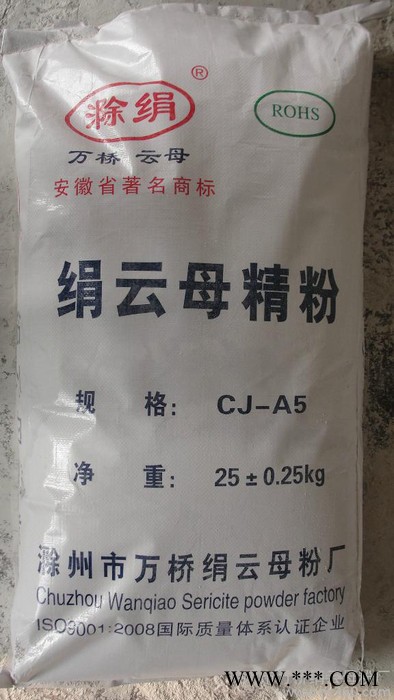 滁绢®
ROHS
万桥 云母
安徽省著名商标
绢云母精粉
规 格: CJ-A5
净 重: 25±0.25kg
滁州市万桥绢云母粉厂
Chuzhou Wanqiao Sericite powder factory
ISO9001:2008国际质量体系认证企业
www.***.COM